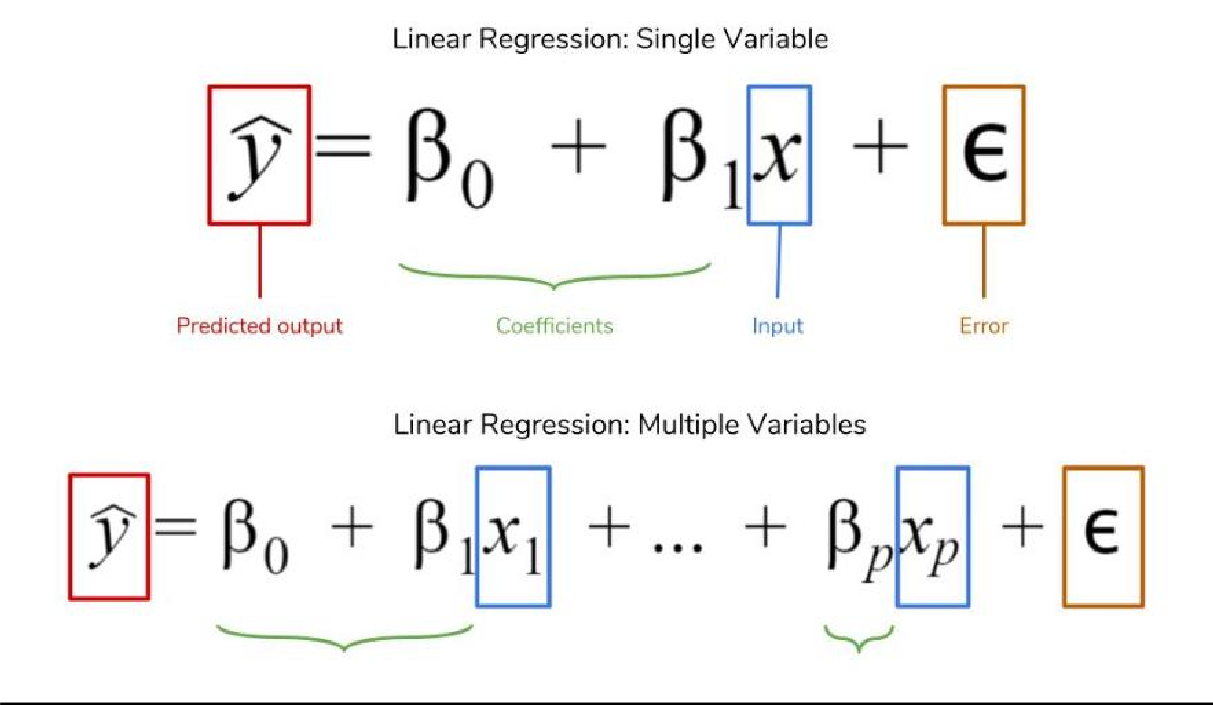 Linear Regression: Single Variable
ŷ = β₀ + β₁x + ϵ
Predicted output Coefficients Input Error
Linear Regression: Multiple Variables
ŷ = β₀ + β₁x₁ + ... + βₚxₚ + ϵ